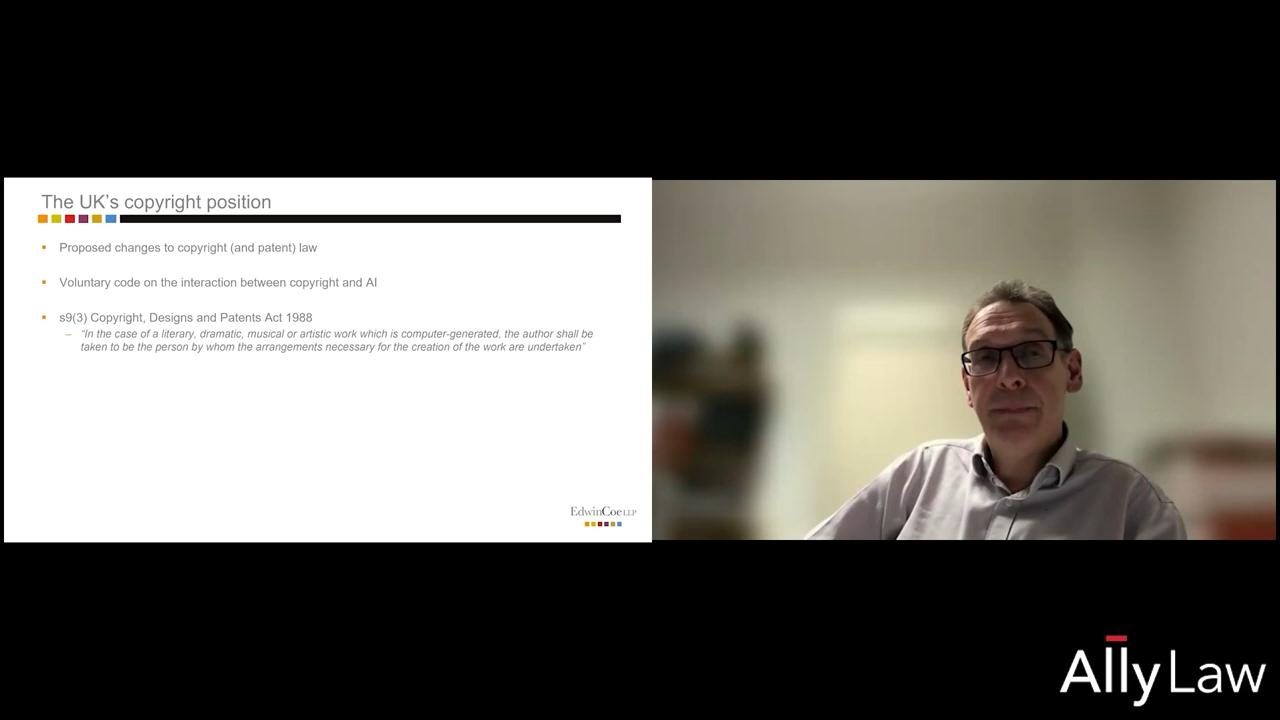 The UK's copyright position
Proposed changes to copyright (and patent) law
Voluntary code on the interaction between copyright and AI
s9(3) Copyright, Designs and Patents Act 1988
– “In the case of a literary, dramatic, musical or artistic work which is computer-generated, the author shall be
taken to be the person by whom the arrangements necessary for the creation of the work are undertaken”
EdwinCoe LLP
Ally Law